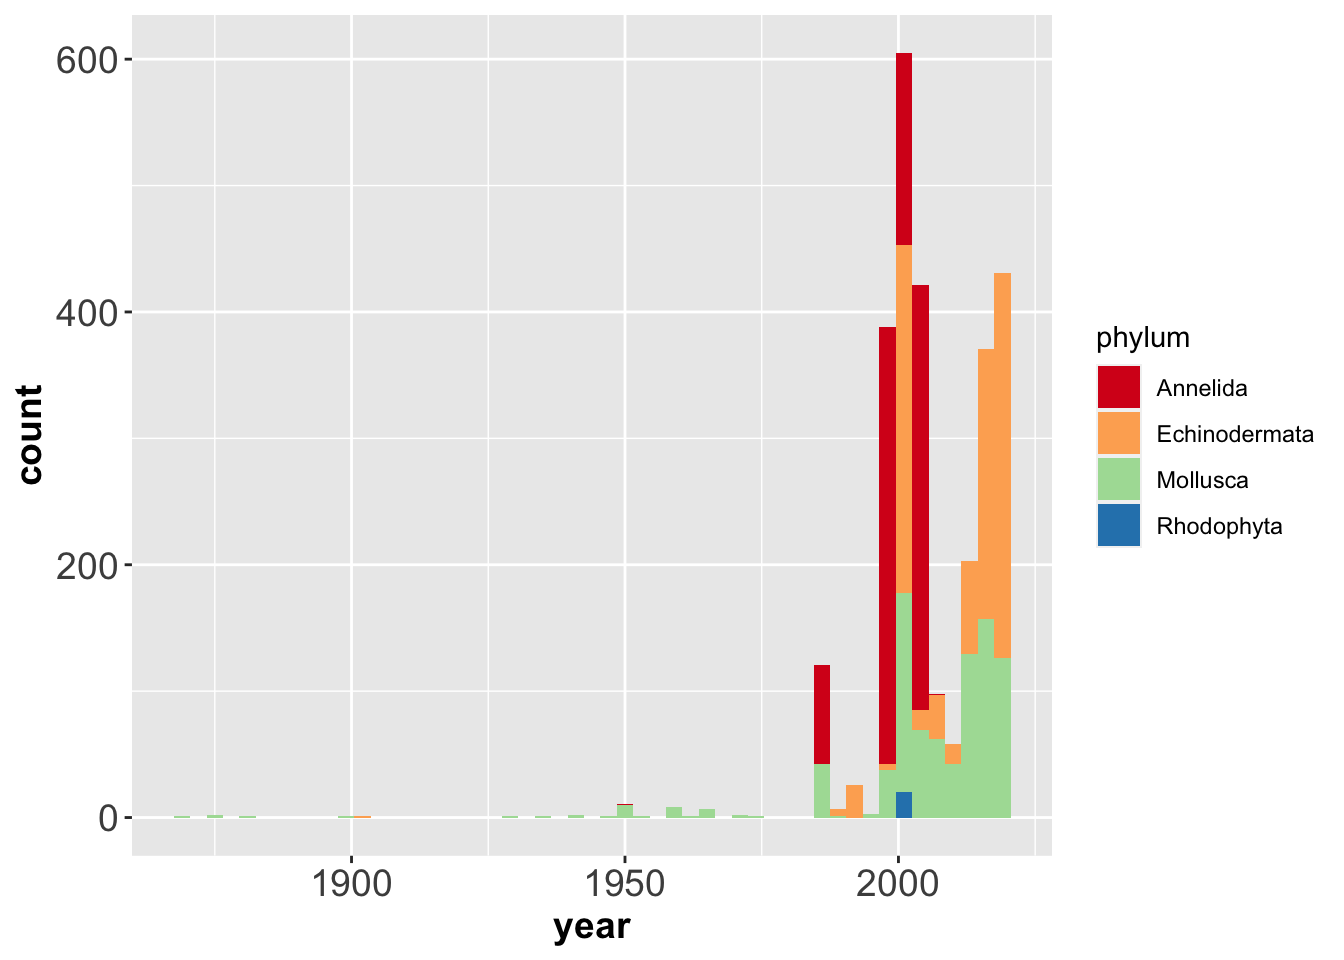 600
400
200
0
count
1900 1950 2000
year
phylum
Annelida
Echinodermata
Mollusca
Rhodophyta